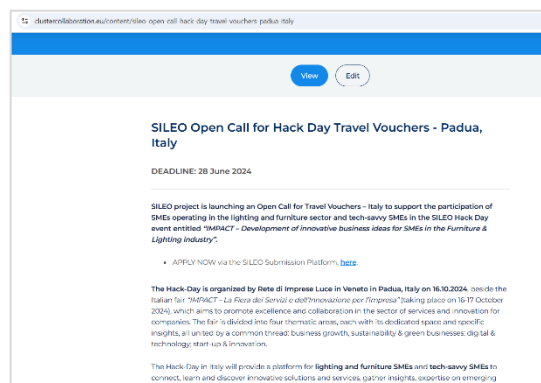 clustercollaboration.eu/content/sileo-open-call-hack-day-travel-vouchers-padua-italy
View
Edit
SILEO Open Call for Hack Day Travel Vouchers - Padua,
Italy
DEADLINE: 28 June 2024
SILEO project is launching an Open Call for Travel Vouchers – Italy to support the participation of
SMEs operating in the lighting and furniture sector and tech-savvy SMEs in the SILEO Hack Day
event entitled "IMPACT – Development of innovative business ideas for SMEs in the Furniture &
Lighting Industry".
• APPLY NOW via the SILEO Submission Platform, here.
The Hack-Day is organized by Rete di Imprese Luce in Veneto in Padua, Italy on 16.10.2024, beside the
Italian fair "IMPACT – La Fiera dei Servizi e dell'Innovazione per l'impresa" (taking place on 16-17 October
2024), which aims to promote excellence and collaboration in the sector of services and innovation for
companies. The fair is divided into four thematic areas, each with its dedicated space and specific
insights, all united by a common thread: business growth, sustainability & green businesses; digital &
technology; start-up & innovation.
The Hack-Day in Italy will provide a platform for lighting and furniture SMEs and tech-savvy SMEs to
connect, learn and discover innovative solutions and services, gather insights, expertise on emerging